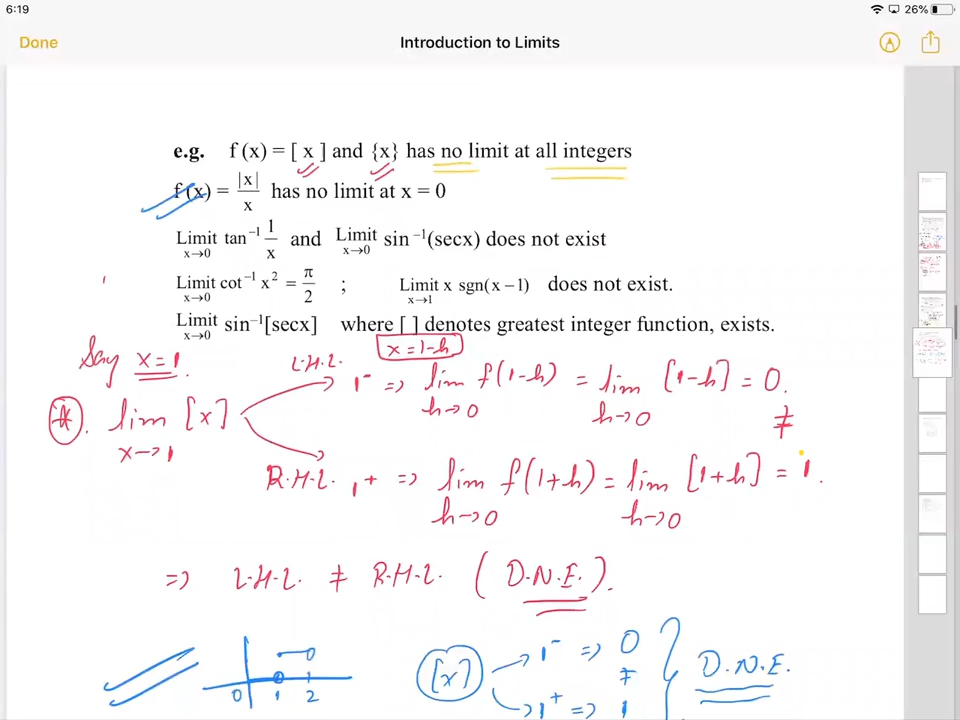 6:19 26%
Done Introduction to Limits
e.g. f (x) = [ x ] and {x} has no limit at all integers
f (x) = |x|/x has no limit at x = 0
Limit x→0 tan⁻¹ 1/x and Limit x→0 sin⁻¹(secx) does not exist
Limit x→0 cot⁻¹ x² = π/2 ; Limit x→1 x sgn(x – 1) does not exist.
Limit x→0 sin⁻¹[secx] where [ ] denotes greatest integer function, exists.
Say x = 1.
L.H.L. x = 1-h
1⁻ => lim h→0 f(1-h) = lim h→0 [1-h] = 0.
lim x→1 [x] ≠
R.H.L. 1⁺ => lim h→0 f(1+h) = lim h→0 [1+h] = 1.
=> L.H.L. ≠ R.H.L. ( D.N.E. ).
0 1 2
[x] 1⁻ => 0
≠ D.N.E.
1⁺ => 1